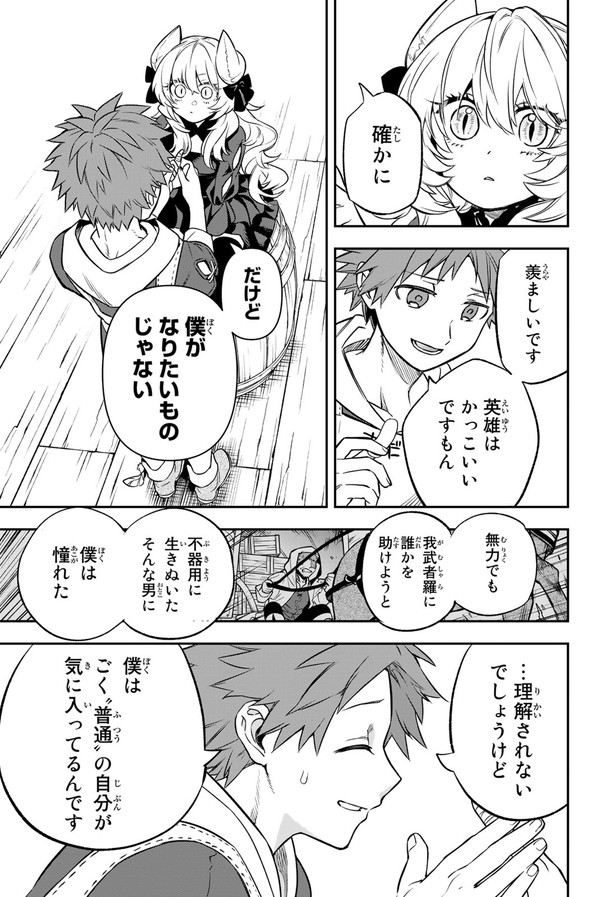 確かに
羨ましいです
英雄は
かっこいい
ですもん
だけど
僕が
なりたいもの
じゃない
無力でも
我武者羅に
誰かを
助けようと
不器用に
生きぬいた
そんな男に
僕は
憧れた
…理解されない
でしょうけど
僕は
ごく〝普通〟の自分が
気に入ってるんです